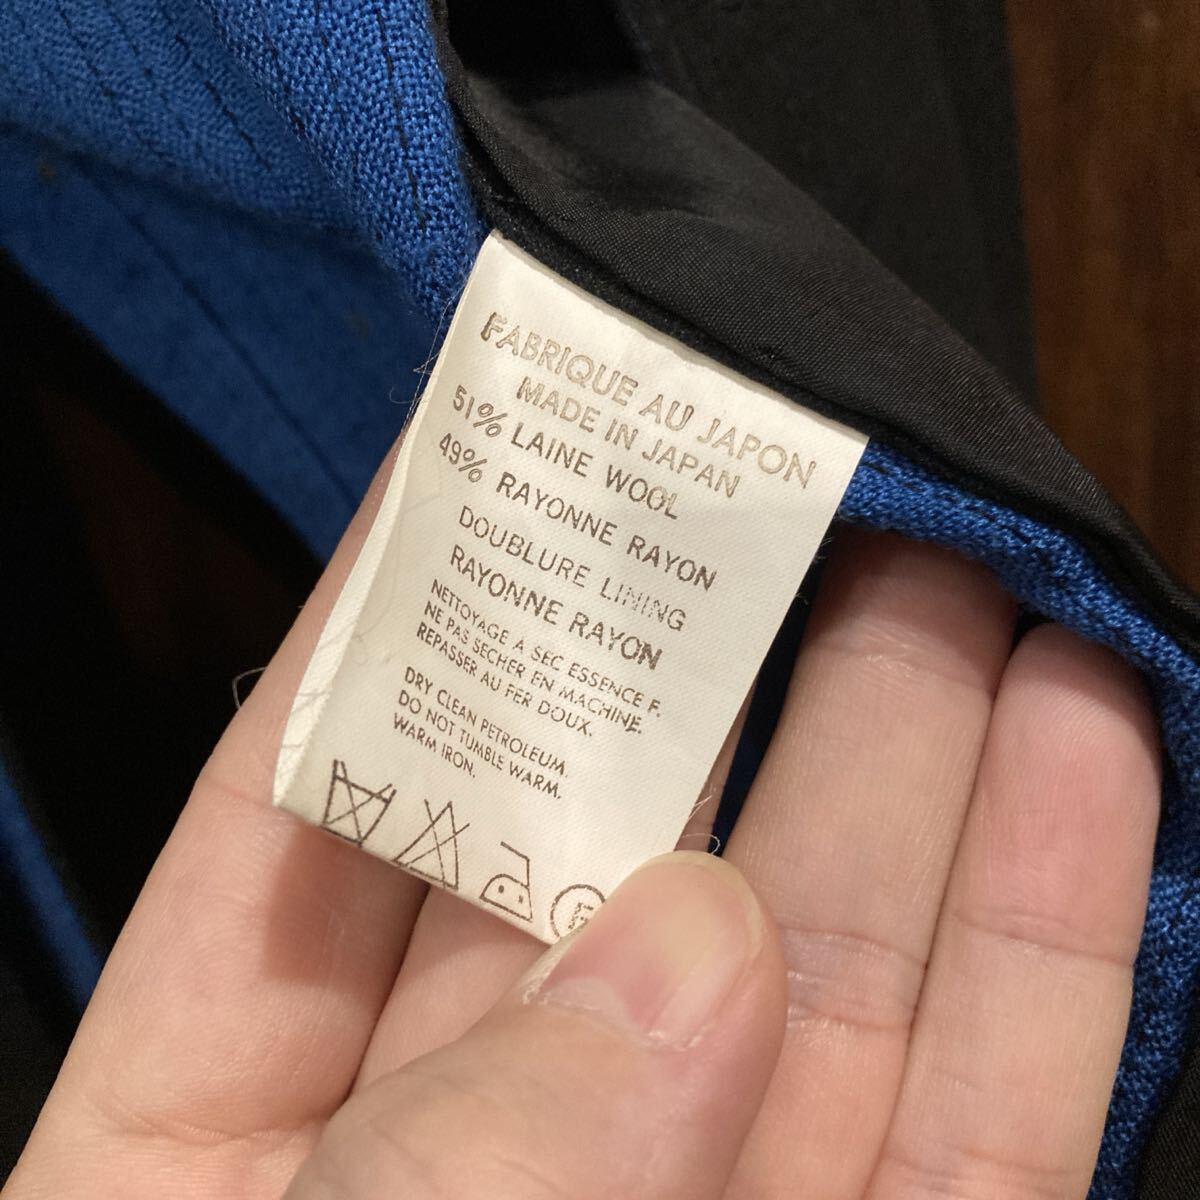 FABRIQUE AU JAPON
MADE IN JAPAN
51% LAINE WOOL
49% RAYONNE RAYON
DOUBLURE LINING
RAYONNE RAYON
NETTOYAGE A SEC ESSENCE F.
NE PAS SECHER EN MACHINE.
REPASSER AU FER DOUX.
DRY CLEAN PETROLEUM.
DO NOT TUMBLE WARM.
WARM IRON.
F